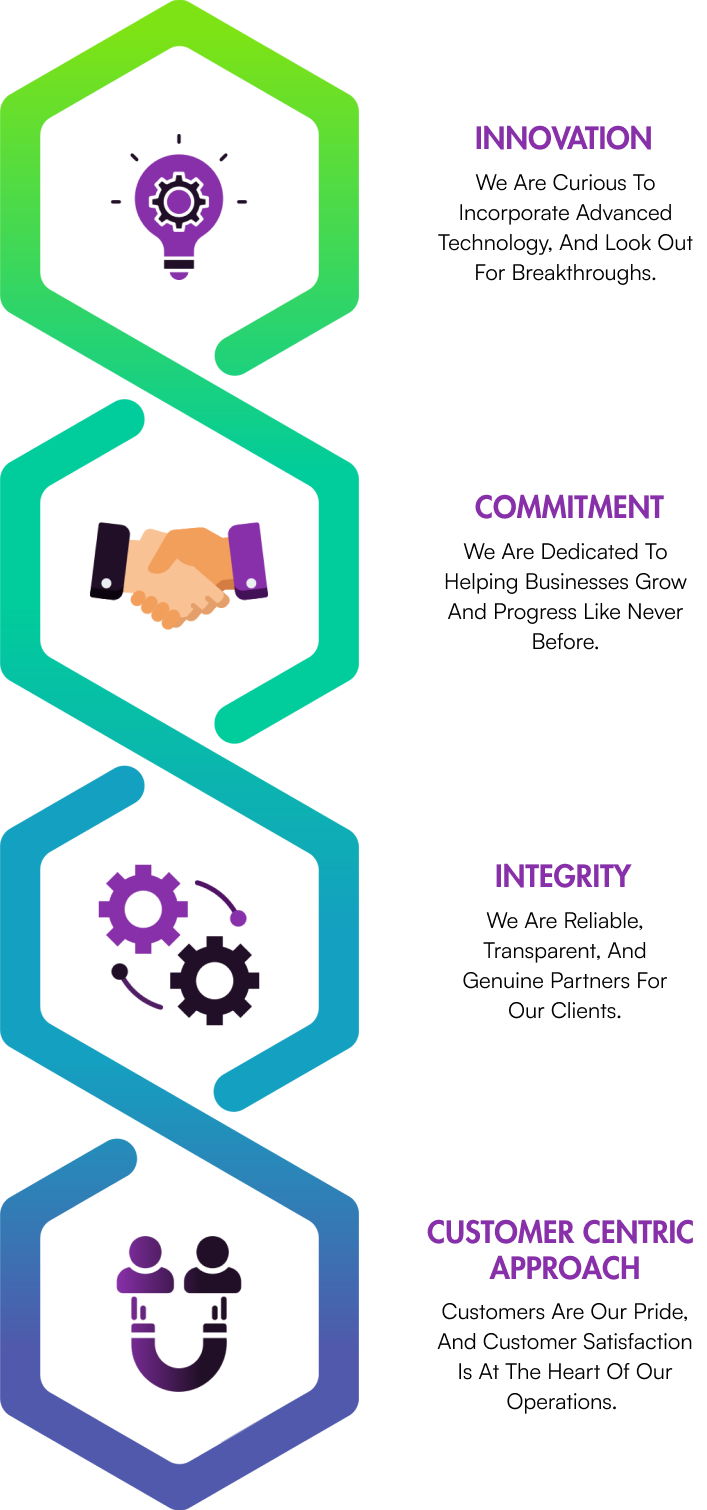 INNOVATION
We Are Curious To
Incorporate Advanced
Technology, And Look Out
For Breakthroughs.
COMMITMENT
We Are Dedicated To
Helping Businesses Grow
And Progress Like Never
Before.
INTEGRITY
We Are Reliable,
Transparent, And
Genuine Partners For
Our Clients.
CUSTOMER CENTRIC
APPROACH
Customers Are Our Pride,
And Customer Satisfaction
Is At The Heart Of Our
Operations.